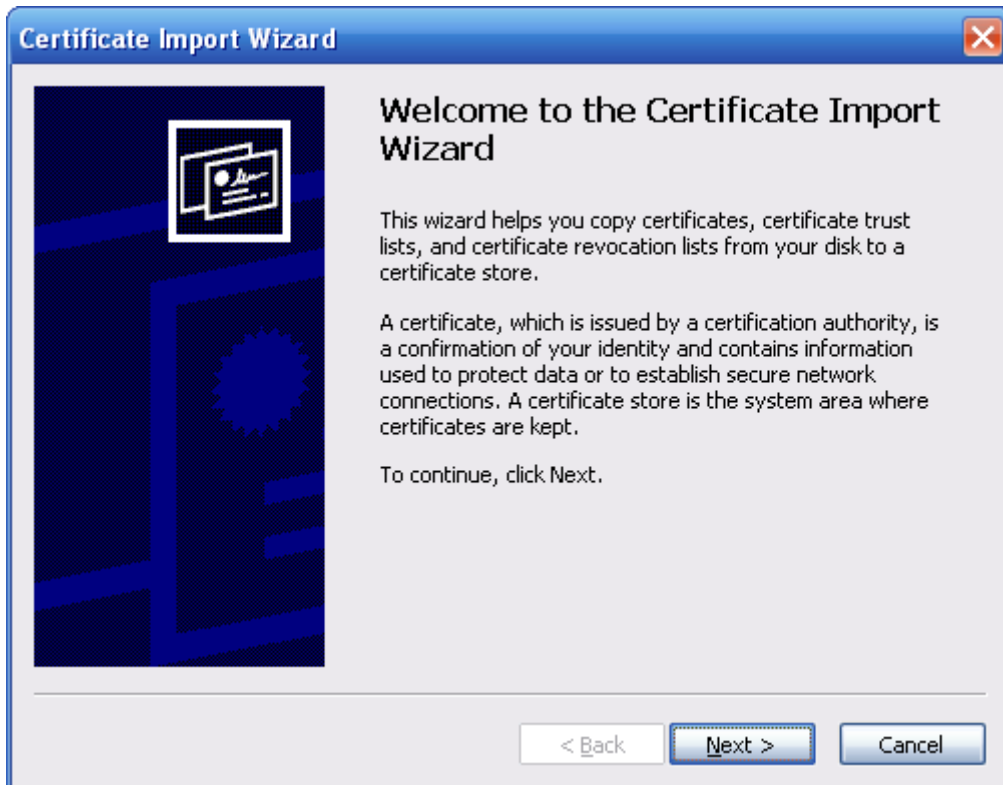 Certificate Import Wizard
Welcome to the Certificate Import
Wizard
This wizard helps you copy certificates, certificate trust
lists, and certificate revocation lists from your disk to a
certificate store.
A certificate, which is issued by a certification authority, is
a confirmation of your identity and contains information
used to protect data or to establish secure network
connections. A certificate store is the system area where
certificates are kept.
To continue, click Next.
< Back Next > Cancel